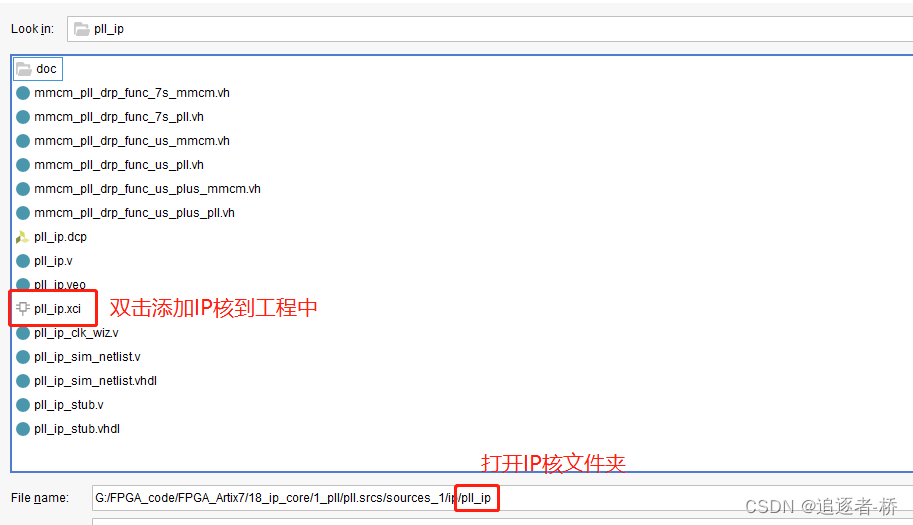 Look in: pll_ip
doc
mmcm_pll_drp_func_7s_mmcm.vh
mmcm_pll_drp_func_7s_pll.vh
mmcm_pll_drp_func_us_mmcm.vh
mmcm_pll_drp_func_us_pll.vh
mmcm_pll_drp_func_us_plus_mmcm.vh
mmcm_pll_drp_func_us_plus_pll.vh
pll_ip.dcp
pll_ip.v
pll_ip.veo
pll_ip.xci 双击添加IP核到工程中
pll_ip_clk_wiz.v
pll_ip_sim_netlist.v
pll_ip_sim_netlist.vhdl
pll_ip_stub.v
pll_ip_stub.vhdl
打开IP核文件夹
File name: G:/FPGA_code/FPGA_Artix7/18_ip_core/1_pll/pll.srcs/sources_1/ip/pll_ip
CSDN @追逐者-桥